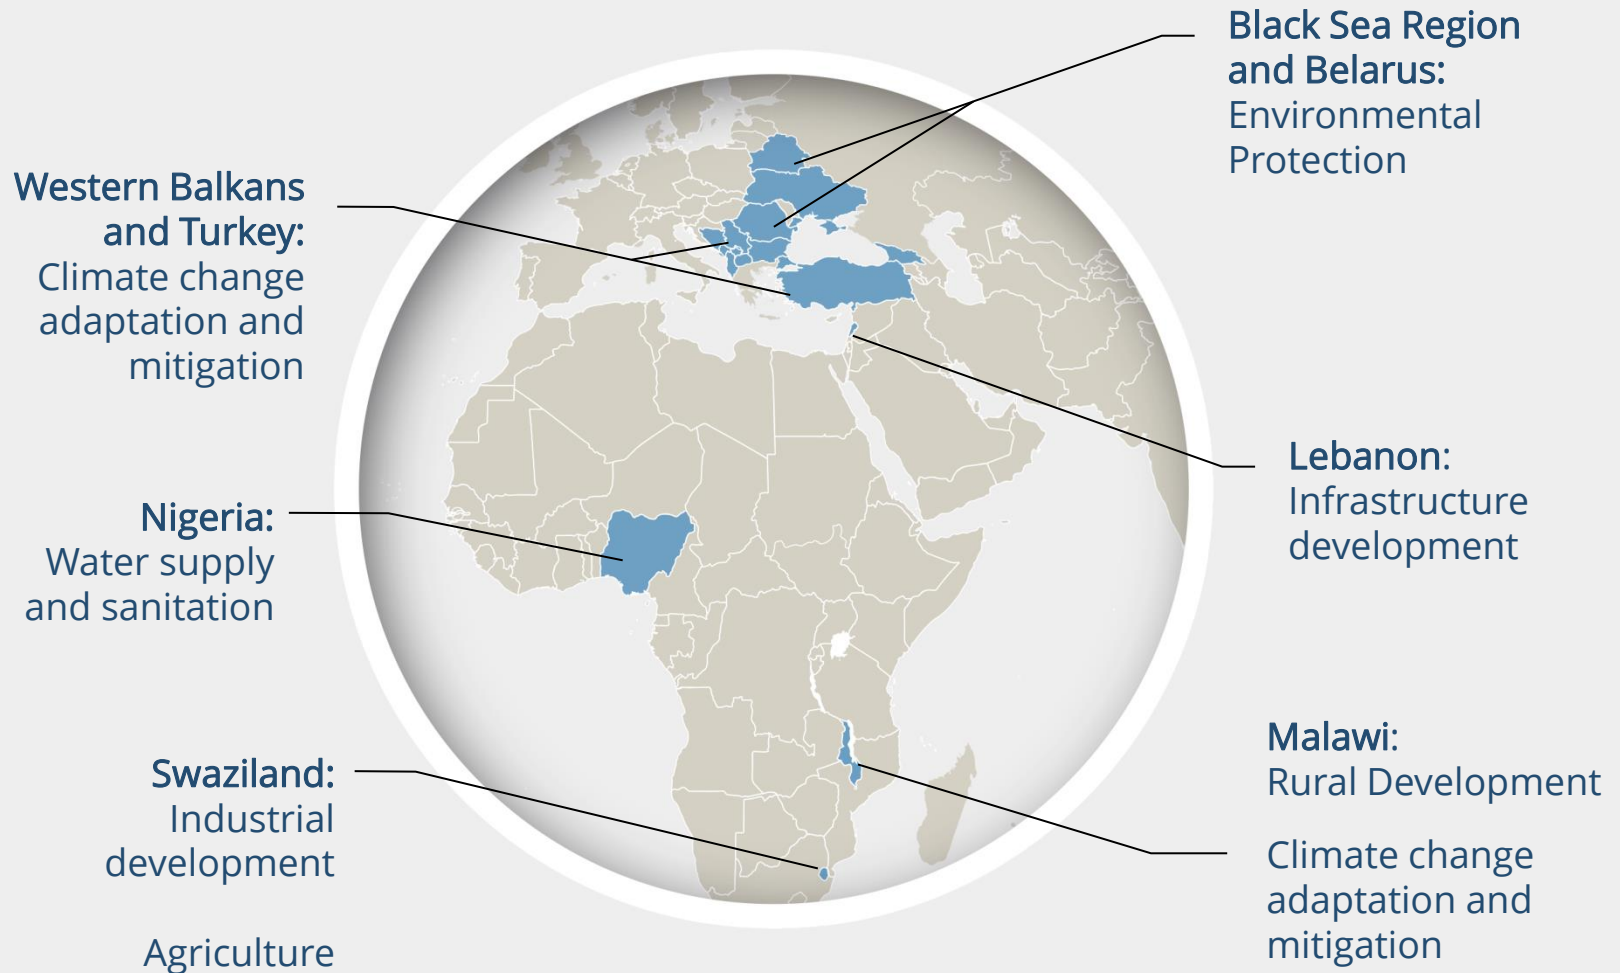 Black Sea Region
and Belarus:
Environmental
Protection
Western Balkans
and Turkey:
Climate change
adaptation and
mitigation
Lebanon:
Infrastructure
development
Nigeria:
Water supply
and sanitation
Malawi:
Rural Development
Climate change
adaptation and
mitigation
Swaziland:
Industrial
development
Agriculture